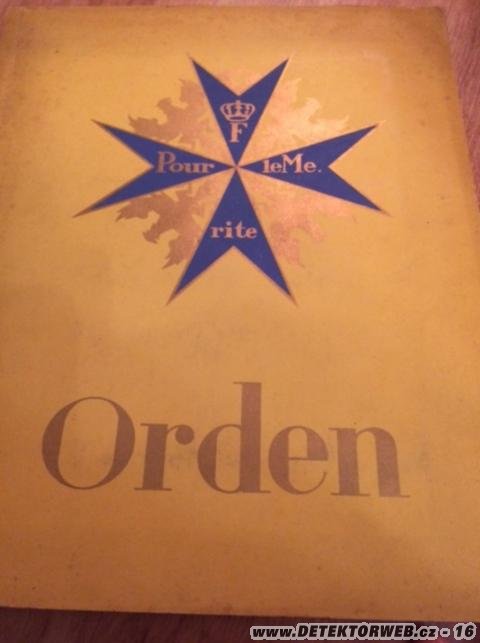 F
Pour leMe.
rite
Orden
www.DETEKTORWEB.cz - 16